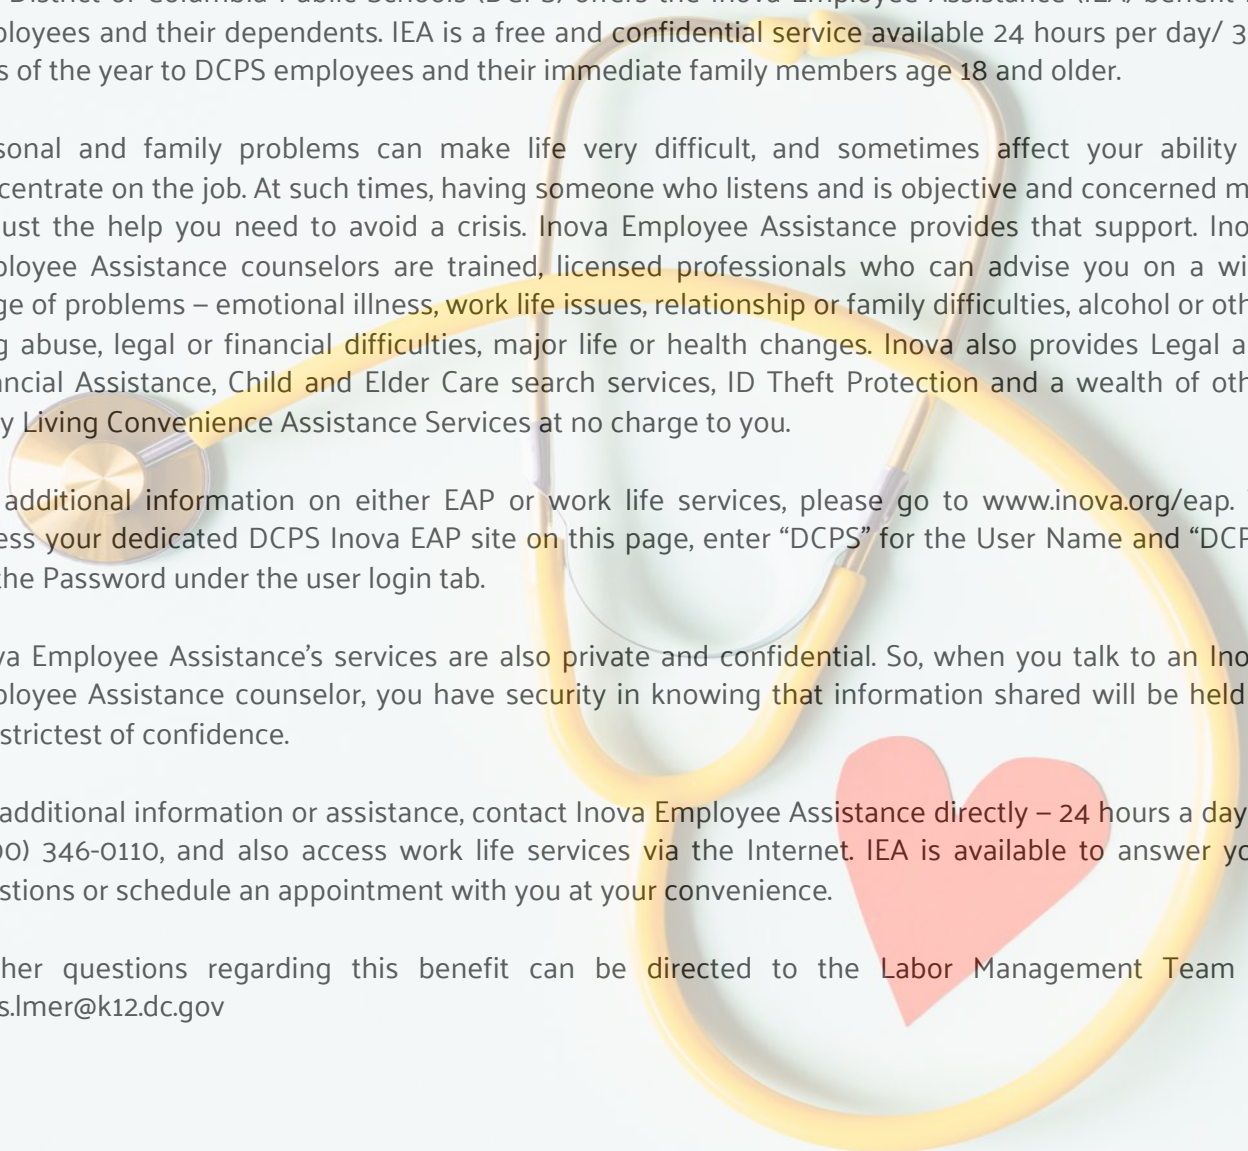 District of Columbia Public Schools (DCPS) offers the Inova Employee Assistance (IEA) benefit
ployees and their dependents. IEA is a free and confidential service available 24 hours per day/ 3
s of the year to DCPS employees and their immediate family members age 18 and older.
sonal and family problems can make life very difficult, and sometimes affect your ability
centrate on the job. At such times, having someone who listens and is objective and concerned m
ust the help you need to avoid a crisis. Inova Employee Assistance provides that support. Ino
ployee Assistance counselors are trained, licensed professionals who can advise you on a wi
ge of problems – emotional illness, work life issues, relationship or family difficulties, alcohol or oth
g abuse, legal or financial difficulties, major life or health changes. Inova also provides Legal a
ancial Assistance, Child and Elder Care search services, ID Theft Protection and a wealth of oth
y Living Convenience Assistance Services at no charge to you.
additional information on either EAP or work life services, please go to www.inova.org/eap.
ess your dedicated DCPS Inova EAP site on this page, enter “DCPS” for the User Name and “DCP
the Password under the user login tab.
va Employee Assistance’s services are also private and confidential. So, when you talk to an Ino
ployee Assistance counselor, you have security in knowing that information shared will be held
strictest of confidence.
additional information or assistance, contact Inova Employee Assistance directly – 24 hours a day
00) 346-0110, and also access work life services via the Internet. IEA is available to answer yo
stions or schedule an appointment with you at your convenience.
her questions regarding this benefit can be directed to the Labor Management Team
s.lmer@k12.dc.gov